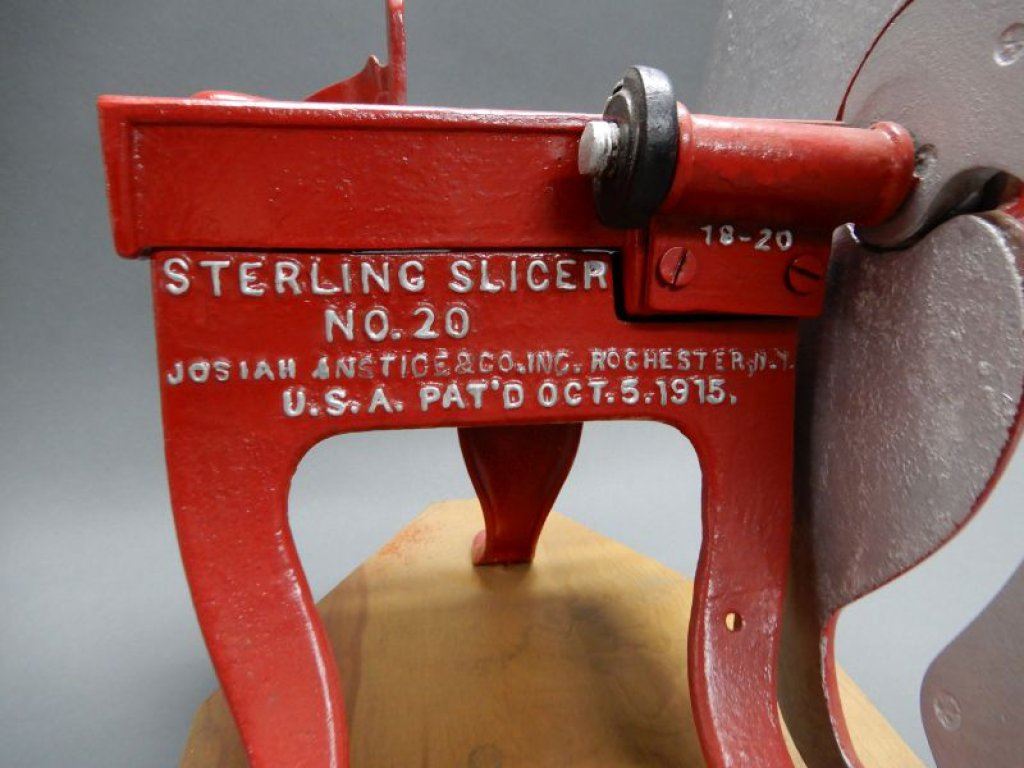 18-20
STERLING SLICER
NO. 20
JOSIAH ANSTICE & CO. INC. ROCHESTER, N.Y.
U.S.A. PAT'D OCT. 5. 1915.